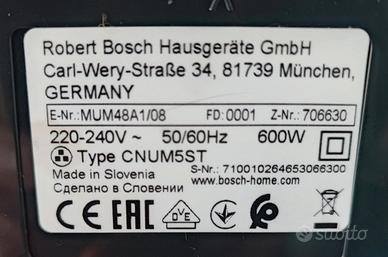 Robert Bosch Hausgeräte GmbH
Carl-Wery-Straße 34, 81739 München,
GERMANY
E-Nr.: MUM48A1/08 FD: 0001 Z-Nr.: 706630
220-240V ~ 50/60Hz 600W
Type CNUM5ST
S-Nr.: 710010264653066300
Made in Slovenia www.bosch-home.com
Сделано в Словении
CE EAC VDE
subito